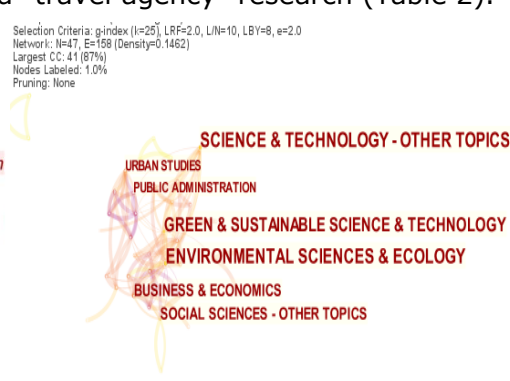 travel agency" research (Table 2).
Selection Criteria: g-index (k=25), LRF=2.0, L/N=10, LBY=8, e=2.0
Network: N=47, E=158 (Density=0.1462)
Largest CC: 41 (87%)
Nodes Labeled: 1.0%
Pruning: None
SCIENCE & TECHNOLOGY - OTHER TOPICS
URBAN STUDIES
PUBLIC ADMINISTRATION
GREEN & SUSTAINABLE SCIENCE & TECHNOLOGY
ENVIRONMENTAL SCIENCES & ECOLOGY
BUSINESS & ECONOMICS
SOCIAL SCIENCES - OTHER TOPICS